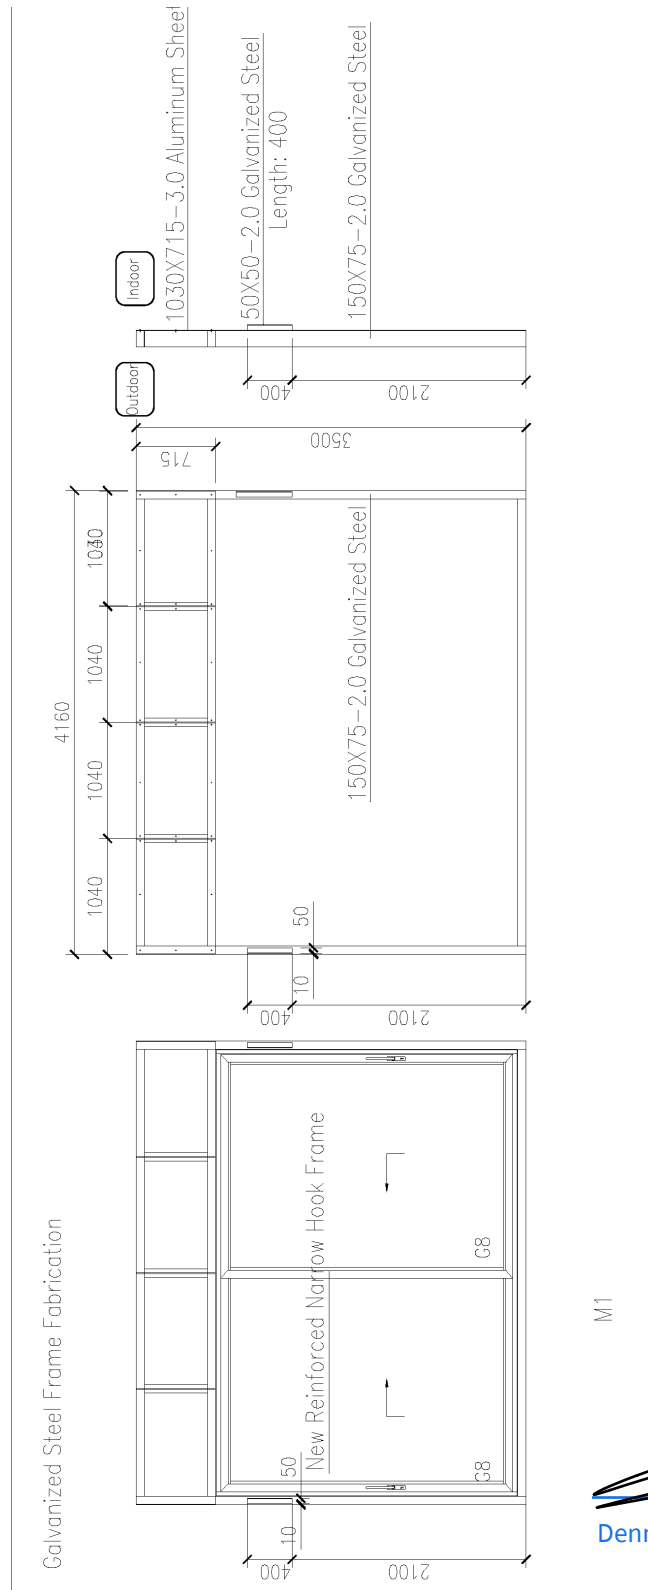 Galvanized Steel Frame Fabrication
4160
1040
1040
1040
715
3500
Outdoor
Indoor
1030X715-3.0 Aluminum Sheet
50X50-2.0 Galvanized Steel
Length: 400
150X75-2.0 Galvanized Steel
400
2100
150X75-2.0 Galvanized Steel
50
10
400
2100
New Reinforced Narrow Hook Frame
G8
G8
50
10
400
2100
M1